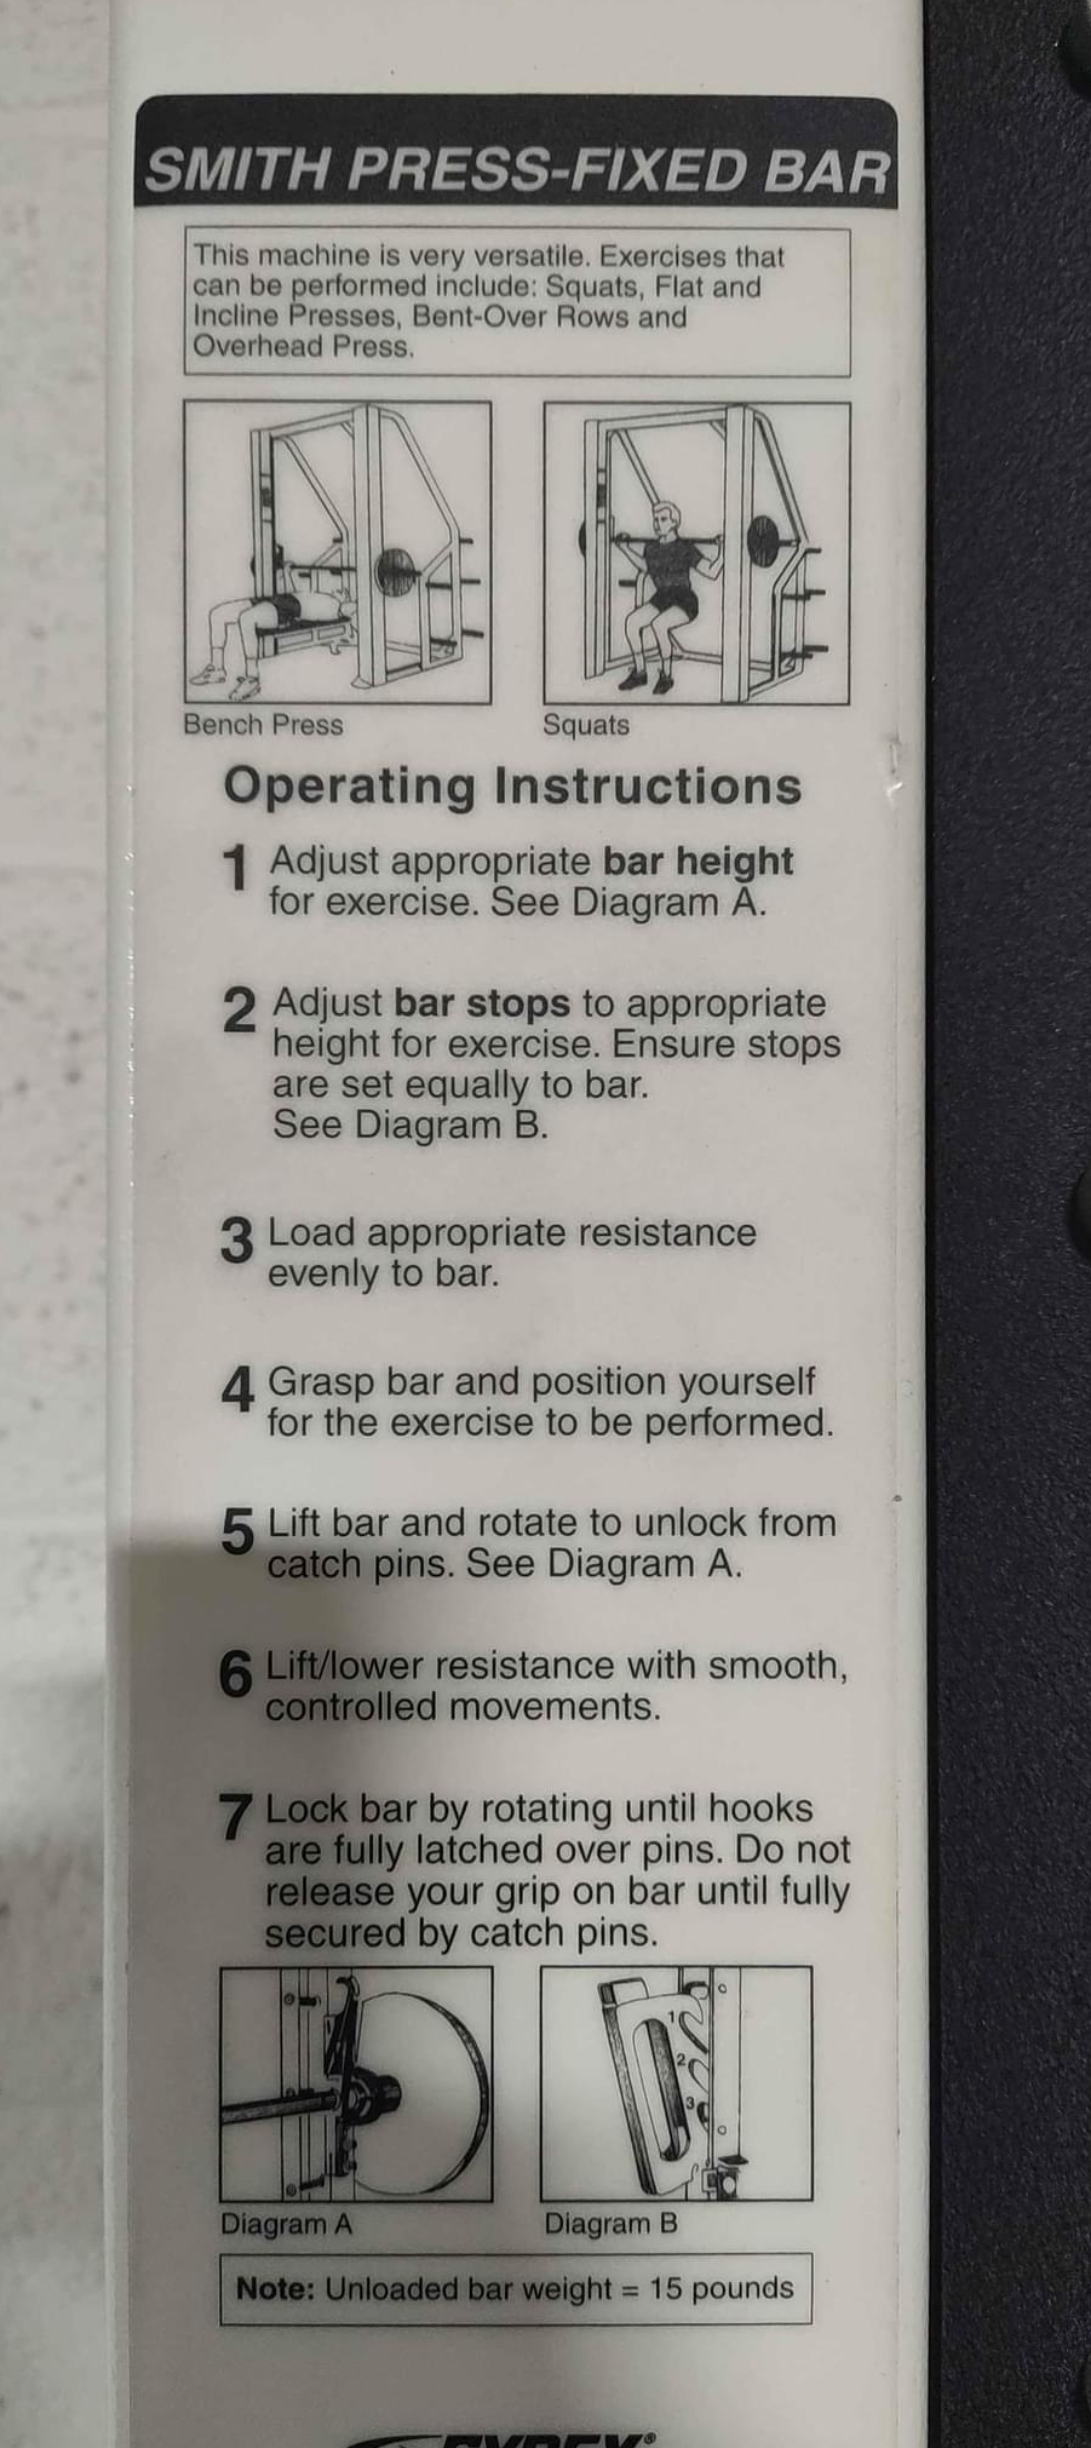 SMITH PRESS-FIXED BAR
This machine is very versatile. Exercises that
can be performed include: Squats, Flat and
Incline Presses, Bent-Over Rows and
Overhead Press.
Bench Press
Squats
Operating Instructions
1 Adjust appropriate bar height
for exercise. See Diagram A.
2 Adjust bar stops to appropriate
height for exercise. Ensure stops
are set equally to bar.
See Diagram B.
3 Load appropriate resistance
evenly to bar.
4 Grasp bar and position yourself
for the exercise to be performed.
5 Lift bar and rotate to unlock from
catch pins. See Diagram A.
6 Lift/lower resistance with smooth,
controlled movements.
7 Lock bar by rotating until hooks
are fully latched over pins. Do not
release your grip on bar until fully
secured by catch pins.
1
2
3
Diagram A
Diagram B
Note: Unloaded bar weight = 15 pounds